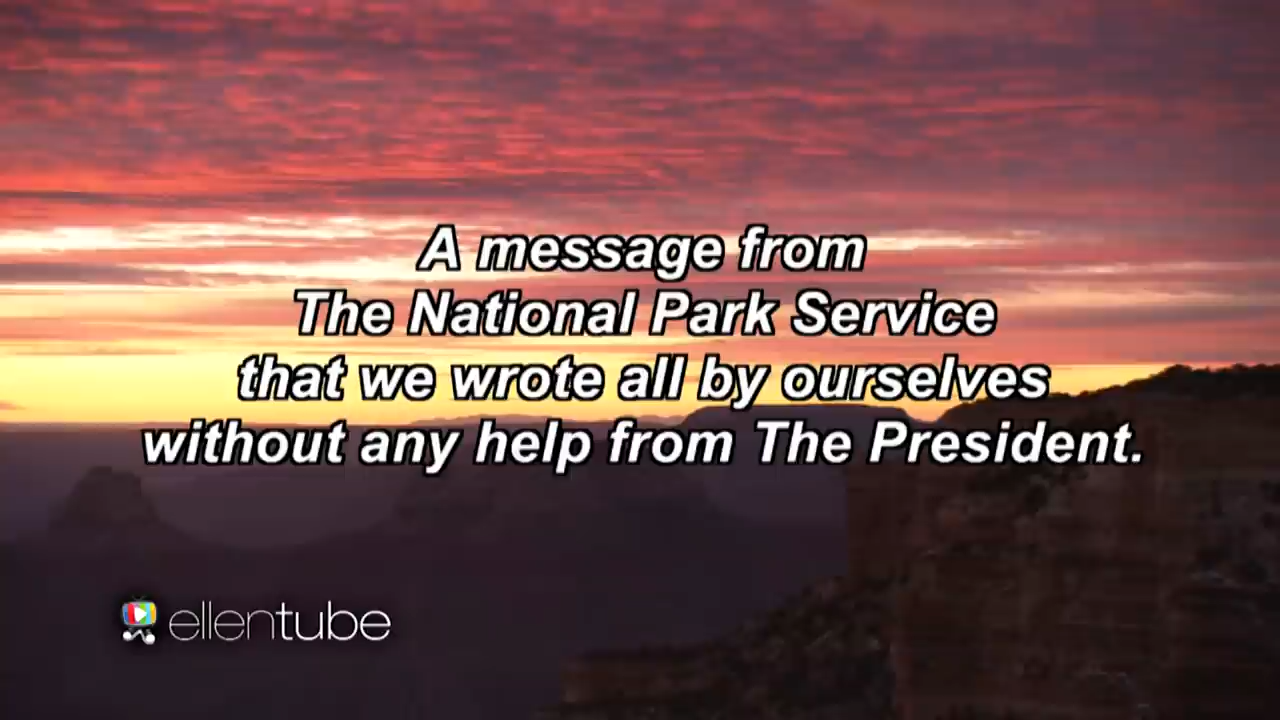 A message from
The National Park Service
that we wrote all by ourselves
without any help from The President.
ellentube